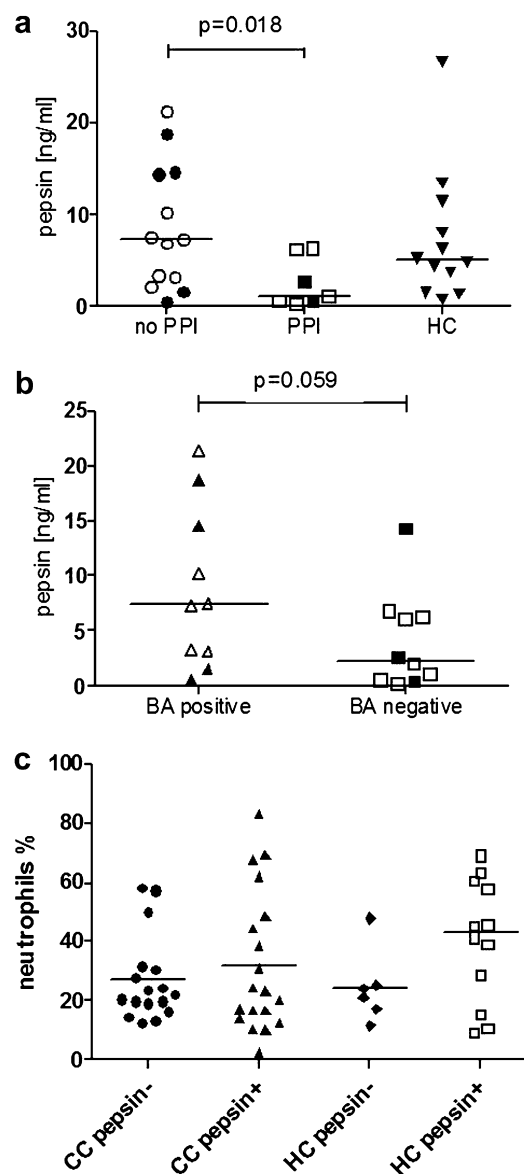 a
p=0.018
pepsin [ng/ml]
30
20
10
0
no PPI PPI HC
b
p=0.059
pepsin [ng/ml]
25
20
15
10
5
0
BA positive BA negative
c
neutrophils %
100
80
60
40
20
0
CC pepsin- CC pepsin+ HC pepsin- HC pepsin+